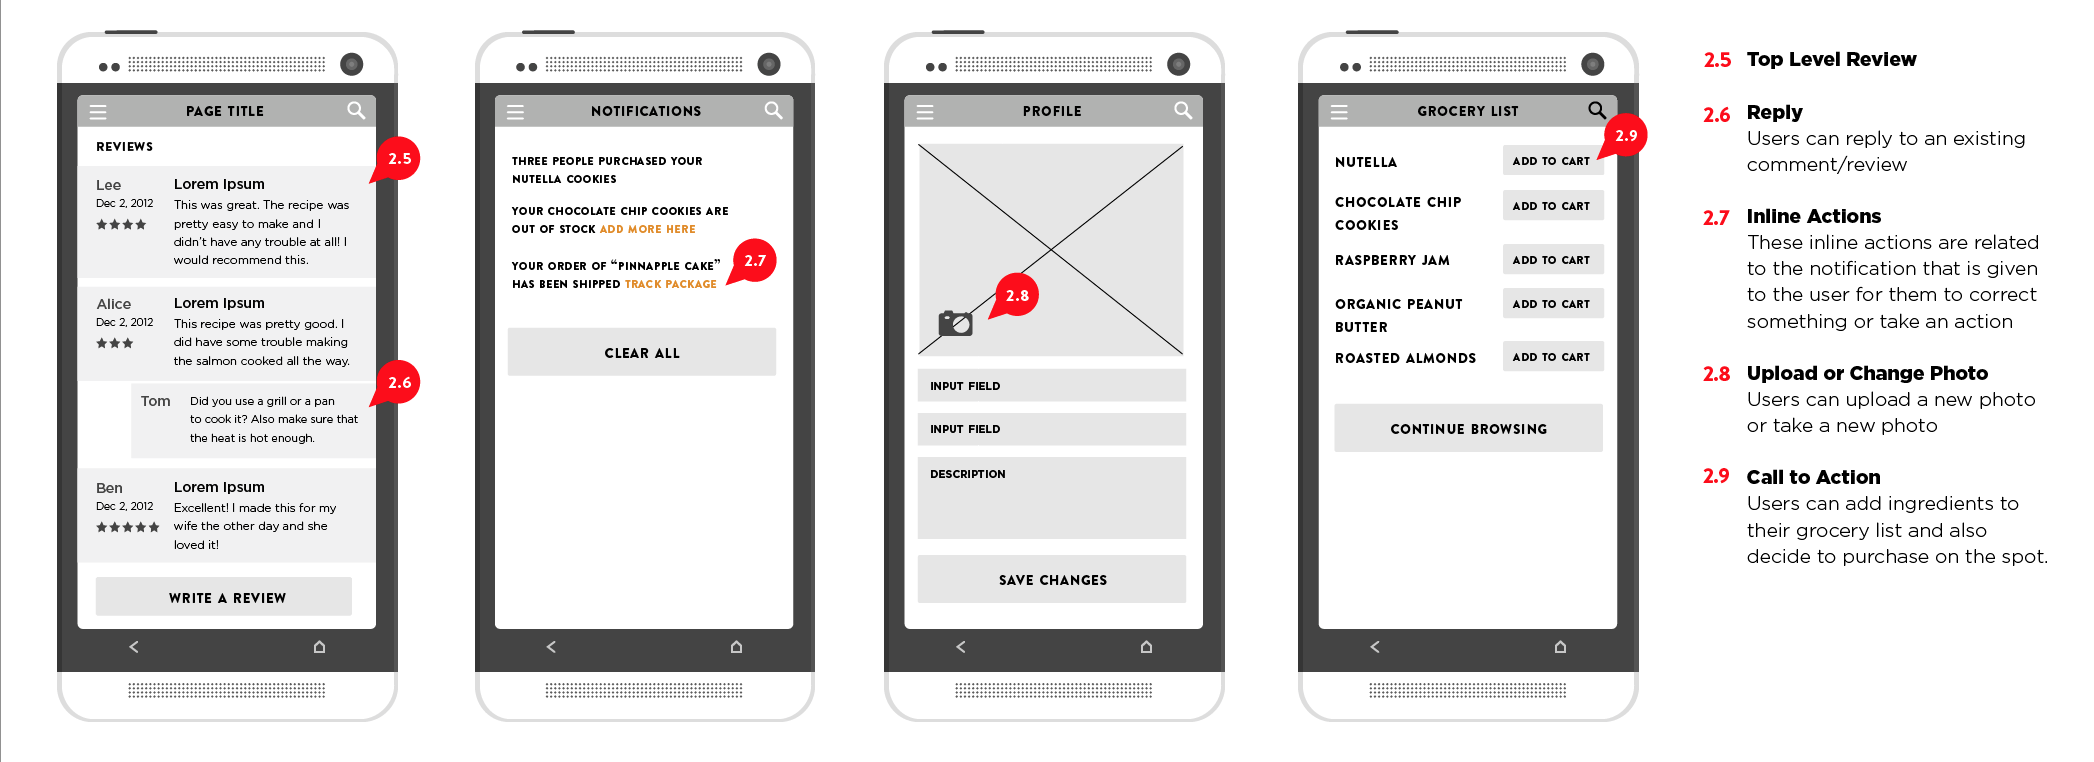 PAGE TITLE
REVIEWS
2.5
Lee
Dec 2, 2012
Lorem Ipsum
This was great. The recipe was
pretty easy to make and I
didn't have any trouble at all! I
would recommend this.
Alice
Dec 2, 2012
Lorem Ipsum
This recipe was pretty good. I
did have some trouble making
the salmon cooked all the way.
2.6
Tom
Did you use a grill or a pan
to cook it? Also make sure that
the heat is hot enough.
Ben
Dec 2, 2012
Lorem Ipsum
Excellent! I made this for my
wife the other day and she
loved it!
WRITE A REVIEW
NOTIFICATIONS
THREE PEOPLE PURCHASED YOUR
NUTELLA COOKIES
YOUR CHOCOLATE CHIP COOKIES ARE
OUT OF STOCK ADD MORE HERE
YOUR ORDER OF “PINNAPPLE CAKE”
HAS BEEN SHIPPED TRACK PACKAGE
2.7
CLEAR ALL
PROFILE
2.8
INPUT FIELD
INPUT FIELD
DESCRIPTION
SAVE CHANGES
GROCERY LIST
2.9
NUTELLA ADD TO CART
CHOCOLATE CHIP ADD TO CART
COOKIES
RASPBERRY JAM ADD TO CART
ORGANIC PEANUT ADD TO CART
BUTTER
ROASTED ALMONDS ADD TO CART
CONTINUE BROWSING
2.5 Top Level Review
2.6 Reply
Users can reply to an existing
comment/review
2.7 Inline Actions
These inline actions are related
to the notification that is given
to the user for them to correct
something or take an action
2.8 Upload or Change Photo
Users can upload a new photo
or take a new photo
2.9 Call to Action
Users can add ingredients to
their grocery list and also
decide to purchase on the spot.